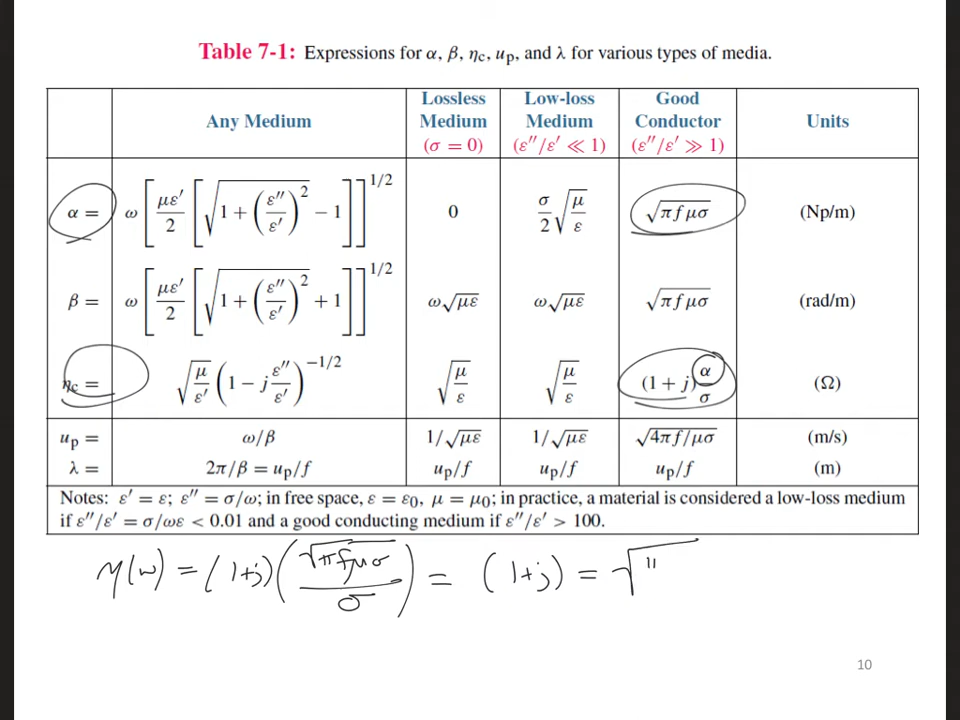 Table 7-1: Expressions for α, β, ηc, up, and λ for various types of media.
Any Medium | Lossless Medium (σ = 0) | Low-loss Medium (ε″/ε′ ≪ 1) | Good Conductor (ε″/ε′ ≫ 1) | Units
α = | ω [με′/2 [√(1 + (ε″/ε′)²) − 1]]^1/2 | 0 | σ/2 √(μ/ε) | √(π f μσ) | (Np/m)
β = | ω [με′/2 [√(1 + (ε″/ε′)²) + 1]]^1/2 | ω√(με) | ω√(με) | √(π f μσ) | (rad/m)
ηc = | √(μ/ε′) (1 − j ε″/ε′)^−1/2 | √(μ/ε) | √(μ/ε) | (1 + j) α/σ | (Ω)
up = | ω/β | 1/√(με) | 1/√(με) | √(4π f/μσ) | (m/s)
λ = | 2π/β = up/f | up/f | up/f | up/f | (m)
Notes: ε′ = ε; ε″ = σ/ω; in free space, ε = ε0, μ = μ0; in practice, a material is considered a low-loss medium
if ε″/ε′ = σ/ωε < 0.01 and a good conducting medium if ε″/ε′ > 100.
η(ω) = (1+j)(√(πfμσ)/σ) = (1+j) = √
10